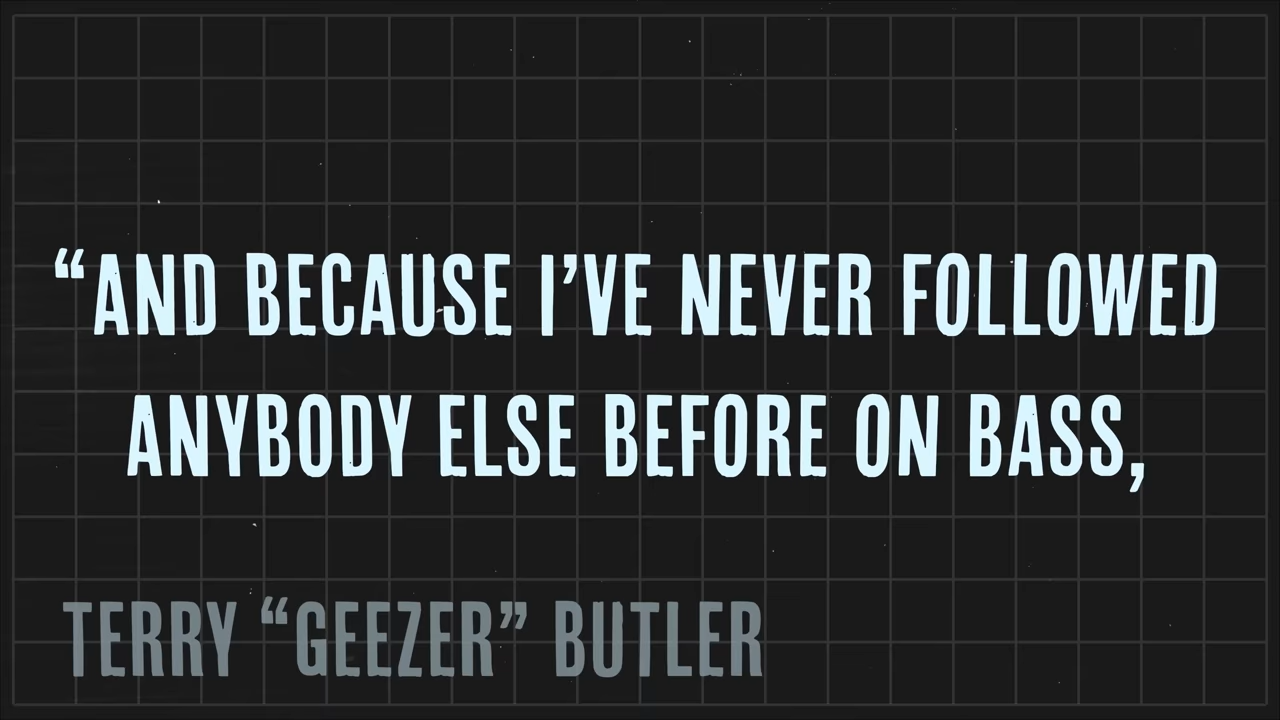 “AND BECAUSE I’VE NEVER FOLLOWED
ANYBODY ELSE BEFORE ON BASS,
TERRY “GEEZER” BUTLER